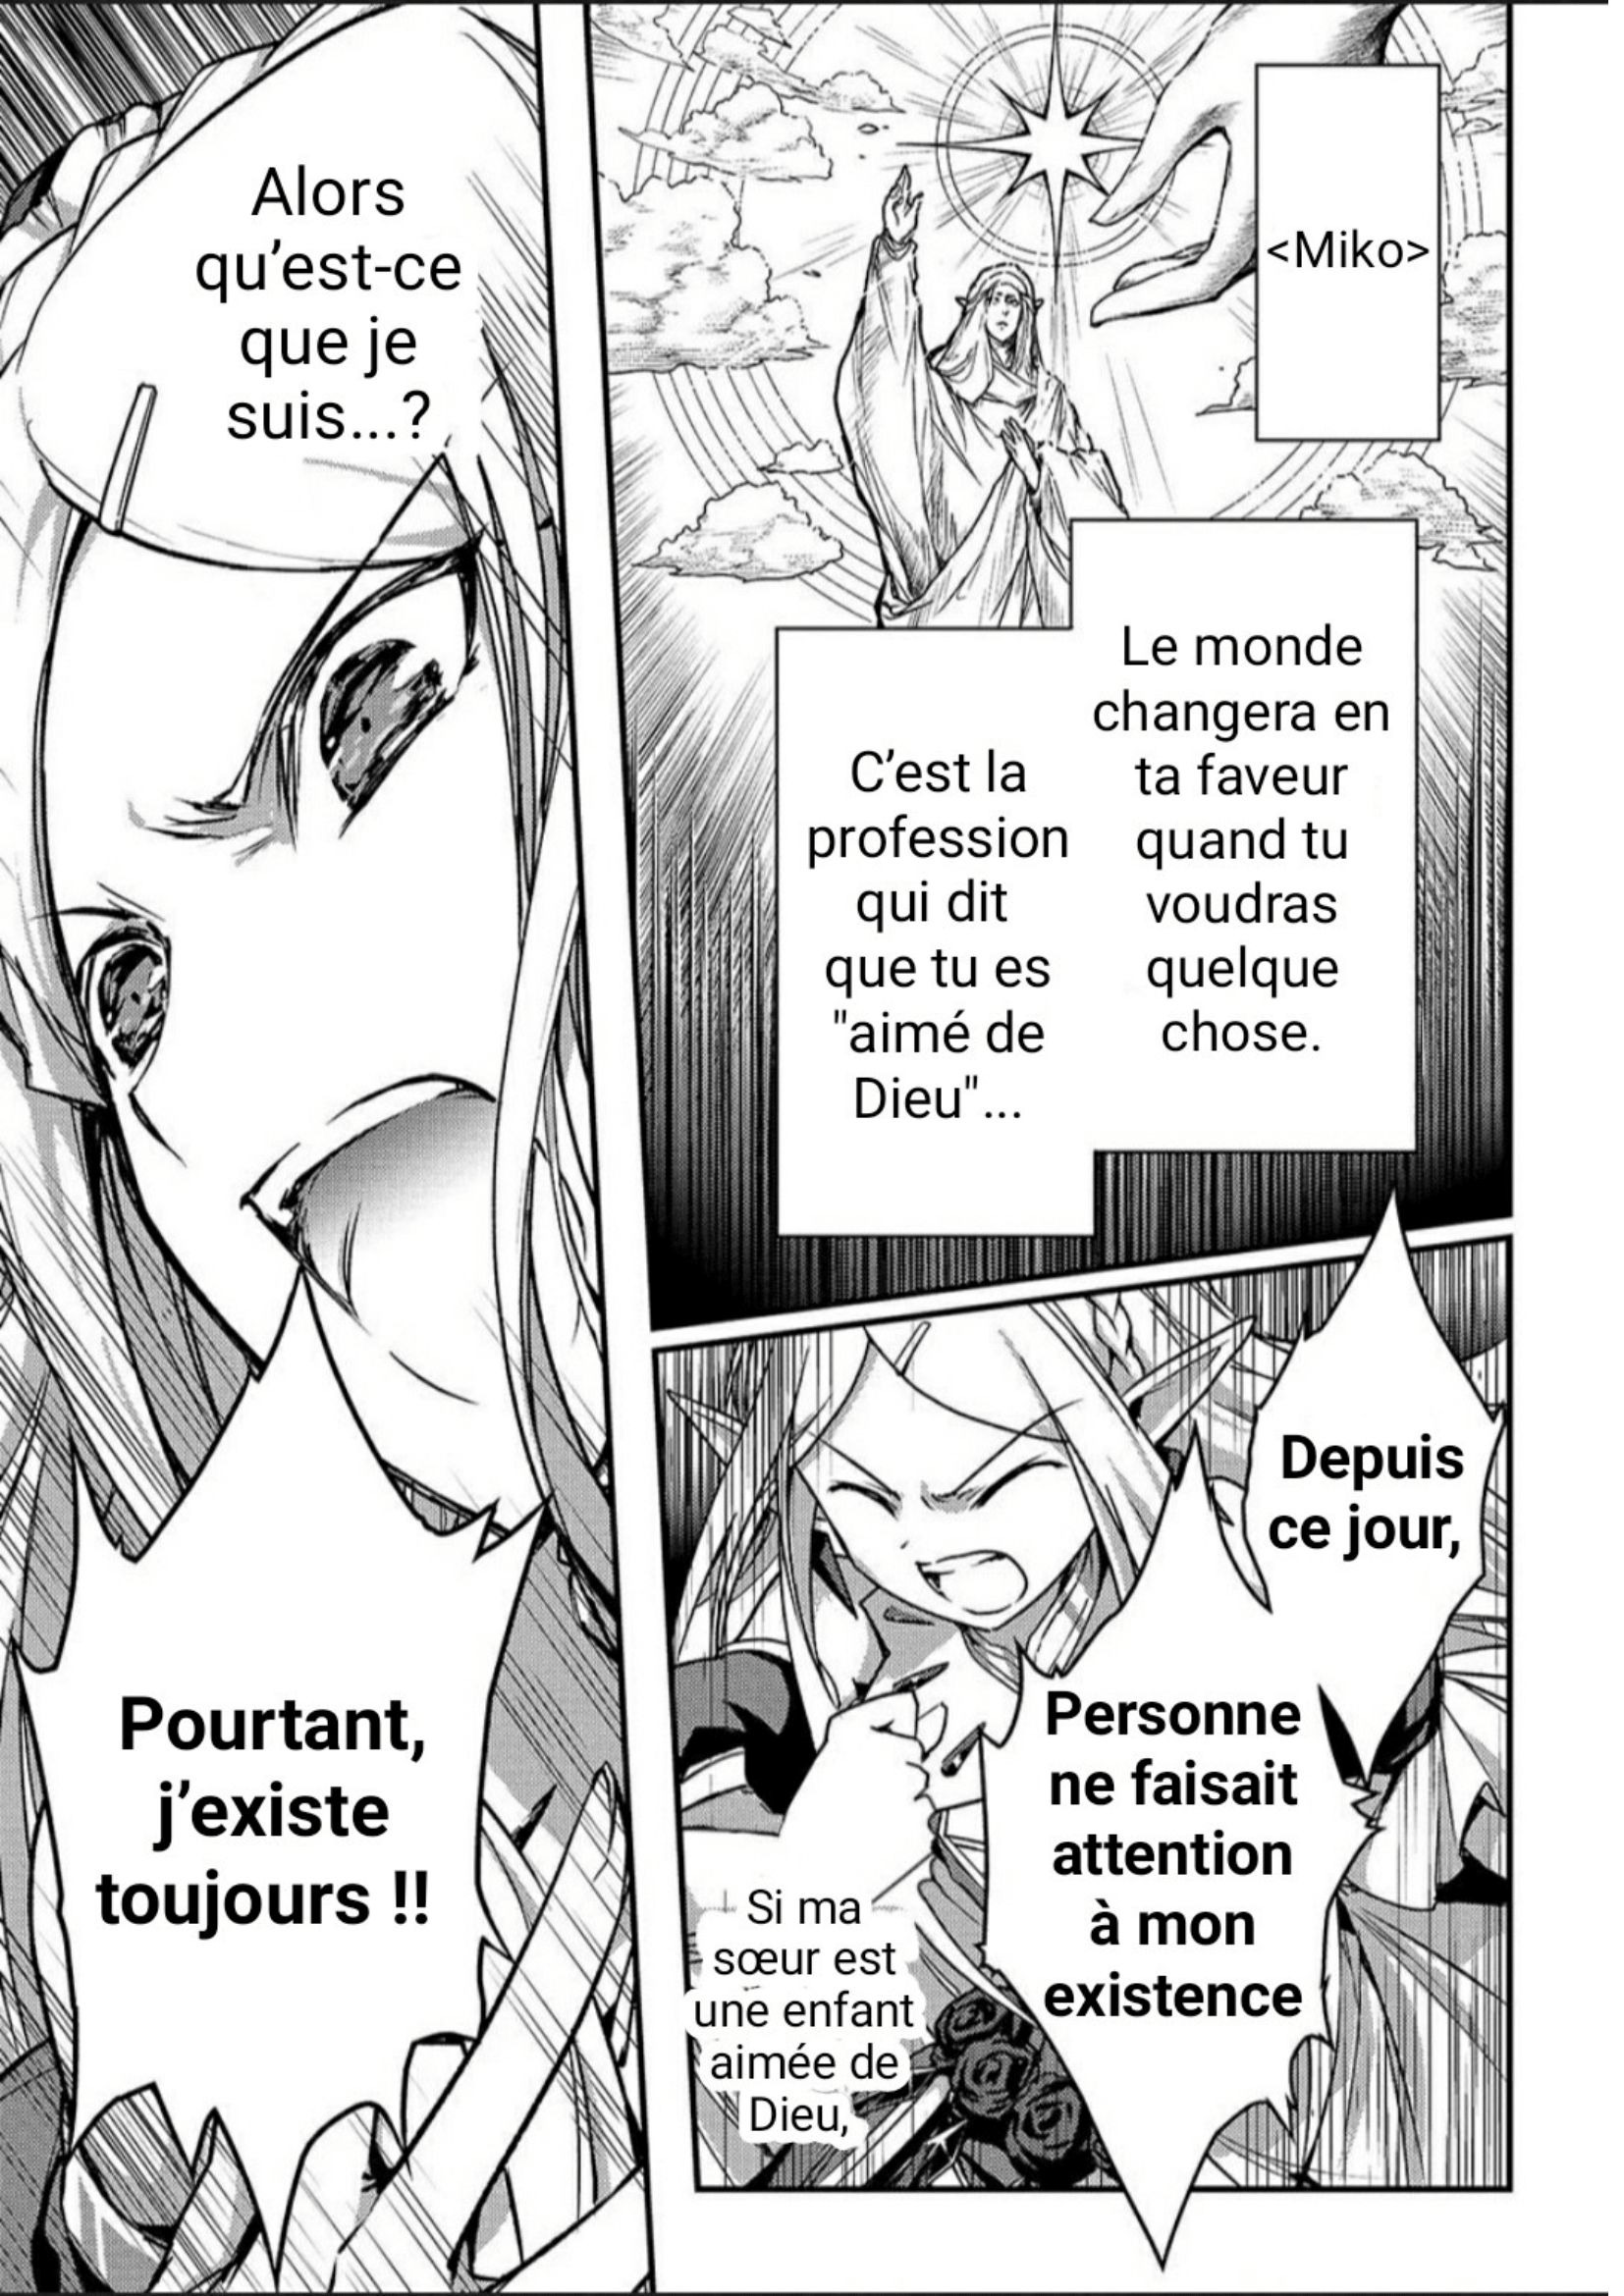 <Miko>
Le monde
changera en
ta faveur
quand tu
voudras
quelque
chose.
C’est la
profession
qui dit
que tu es
"aimé de
Dieu"...
Depuis
ce jour,
Personne
ne faisait
attention
à mon
existence
Si ma
sœur est
une enfant
aimée de
Dieu,
Alors
qu’est-ce
que je
suis...?
Pourtant,
j’existe
toujours !!